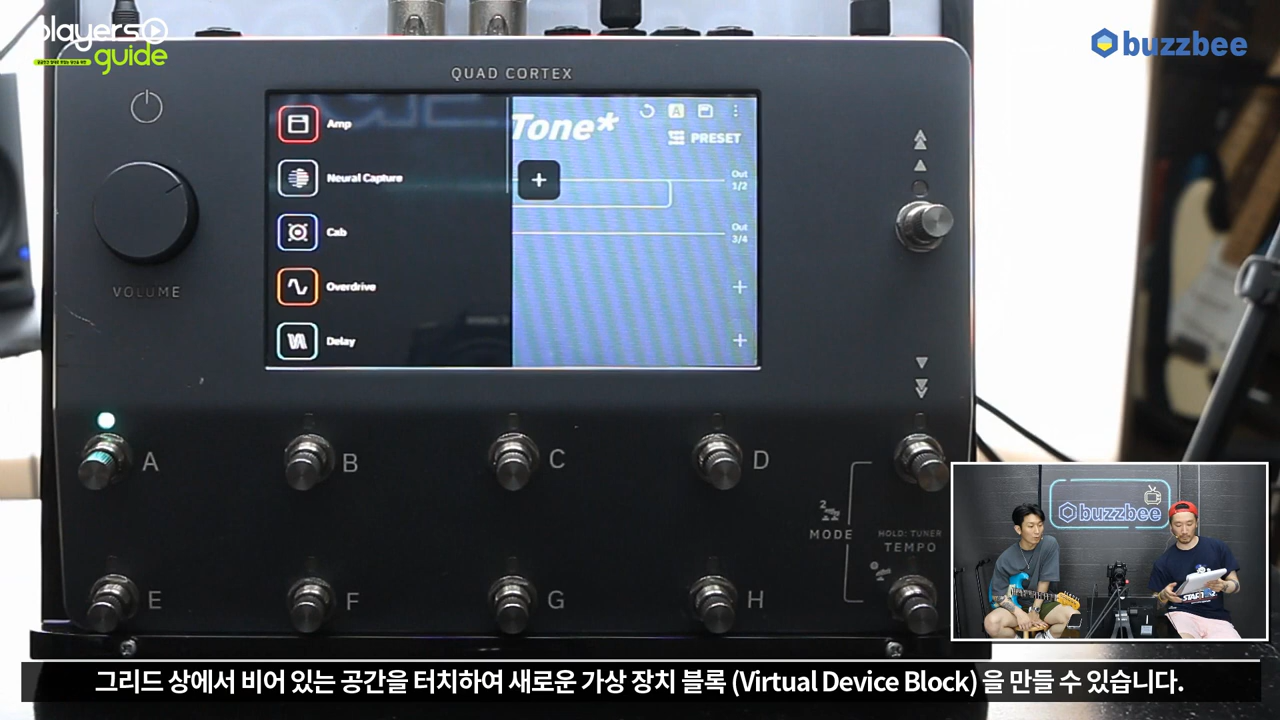 players
guide
buzzbee
QUAD CORTEX
Amp
Neural Capture
Cab
Overdrive
Delay
Tone*
A
PRESET
Out
1/2
Out
3/4
VOLUME
A
B
C
D
2
MODE
HOLD: TUNER
TEMPO
E
F
G
H
buzzbee
그리드 상에서 비어 있는 공간을 터치하여 새로운 가상 장치 블록 (Virtual Device Block) 을 만들 수 있습니다.